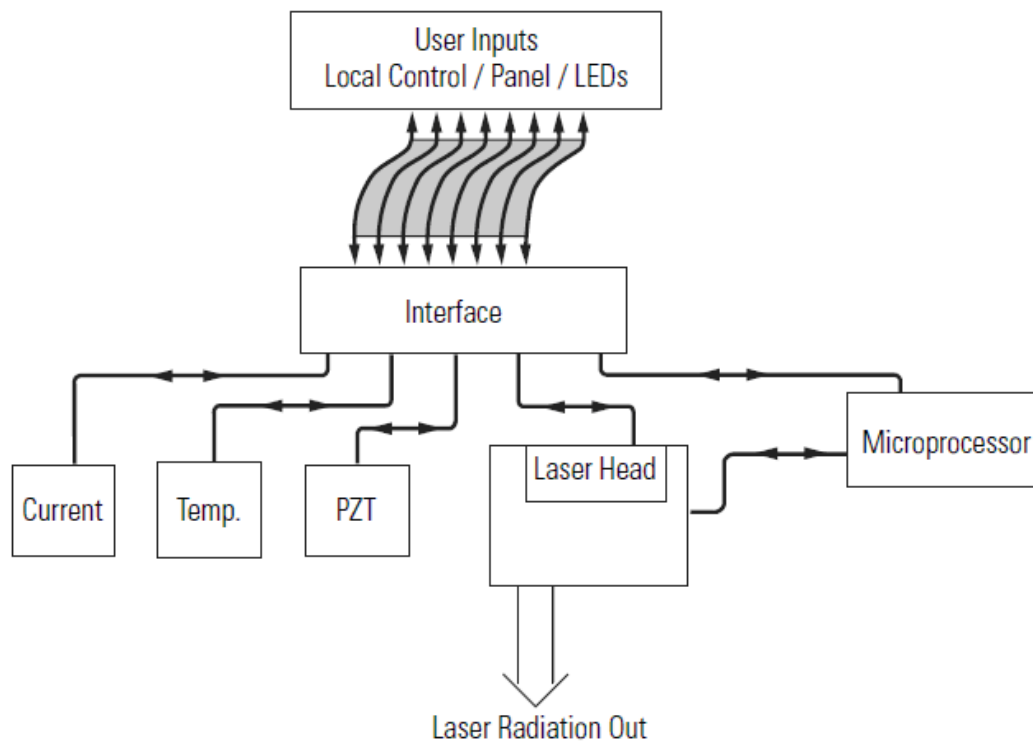 User Inputs
Local Control / Panel / LEDs
Interface
Microprocessor
Laser Head
Current
Temp.
PZT
Laser Radiation Out